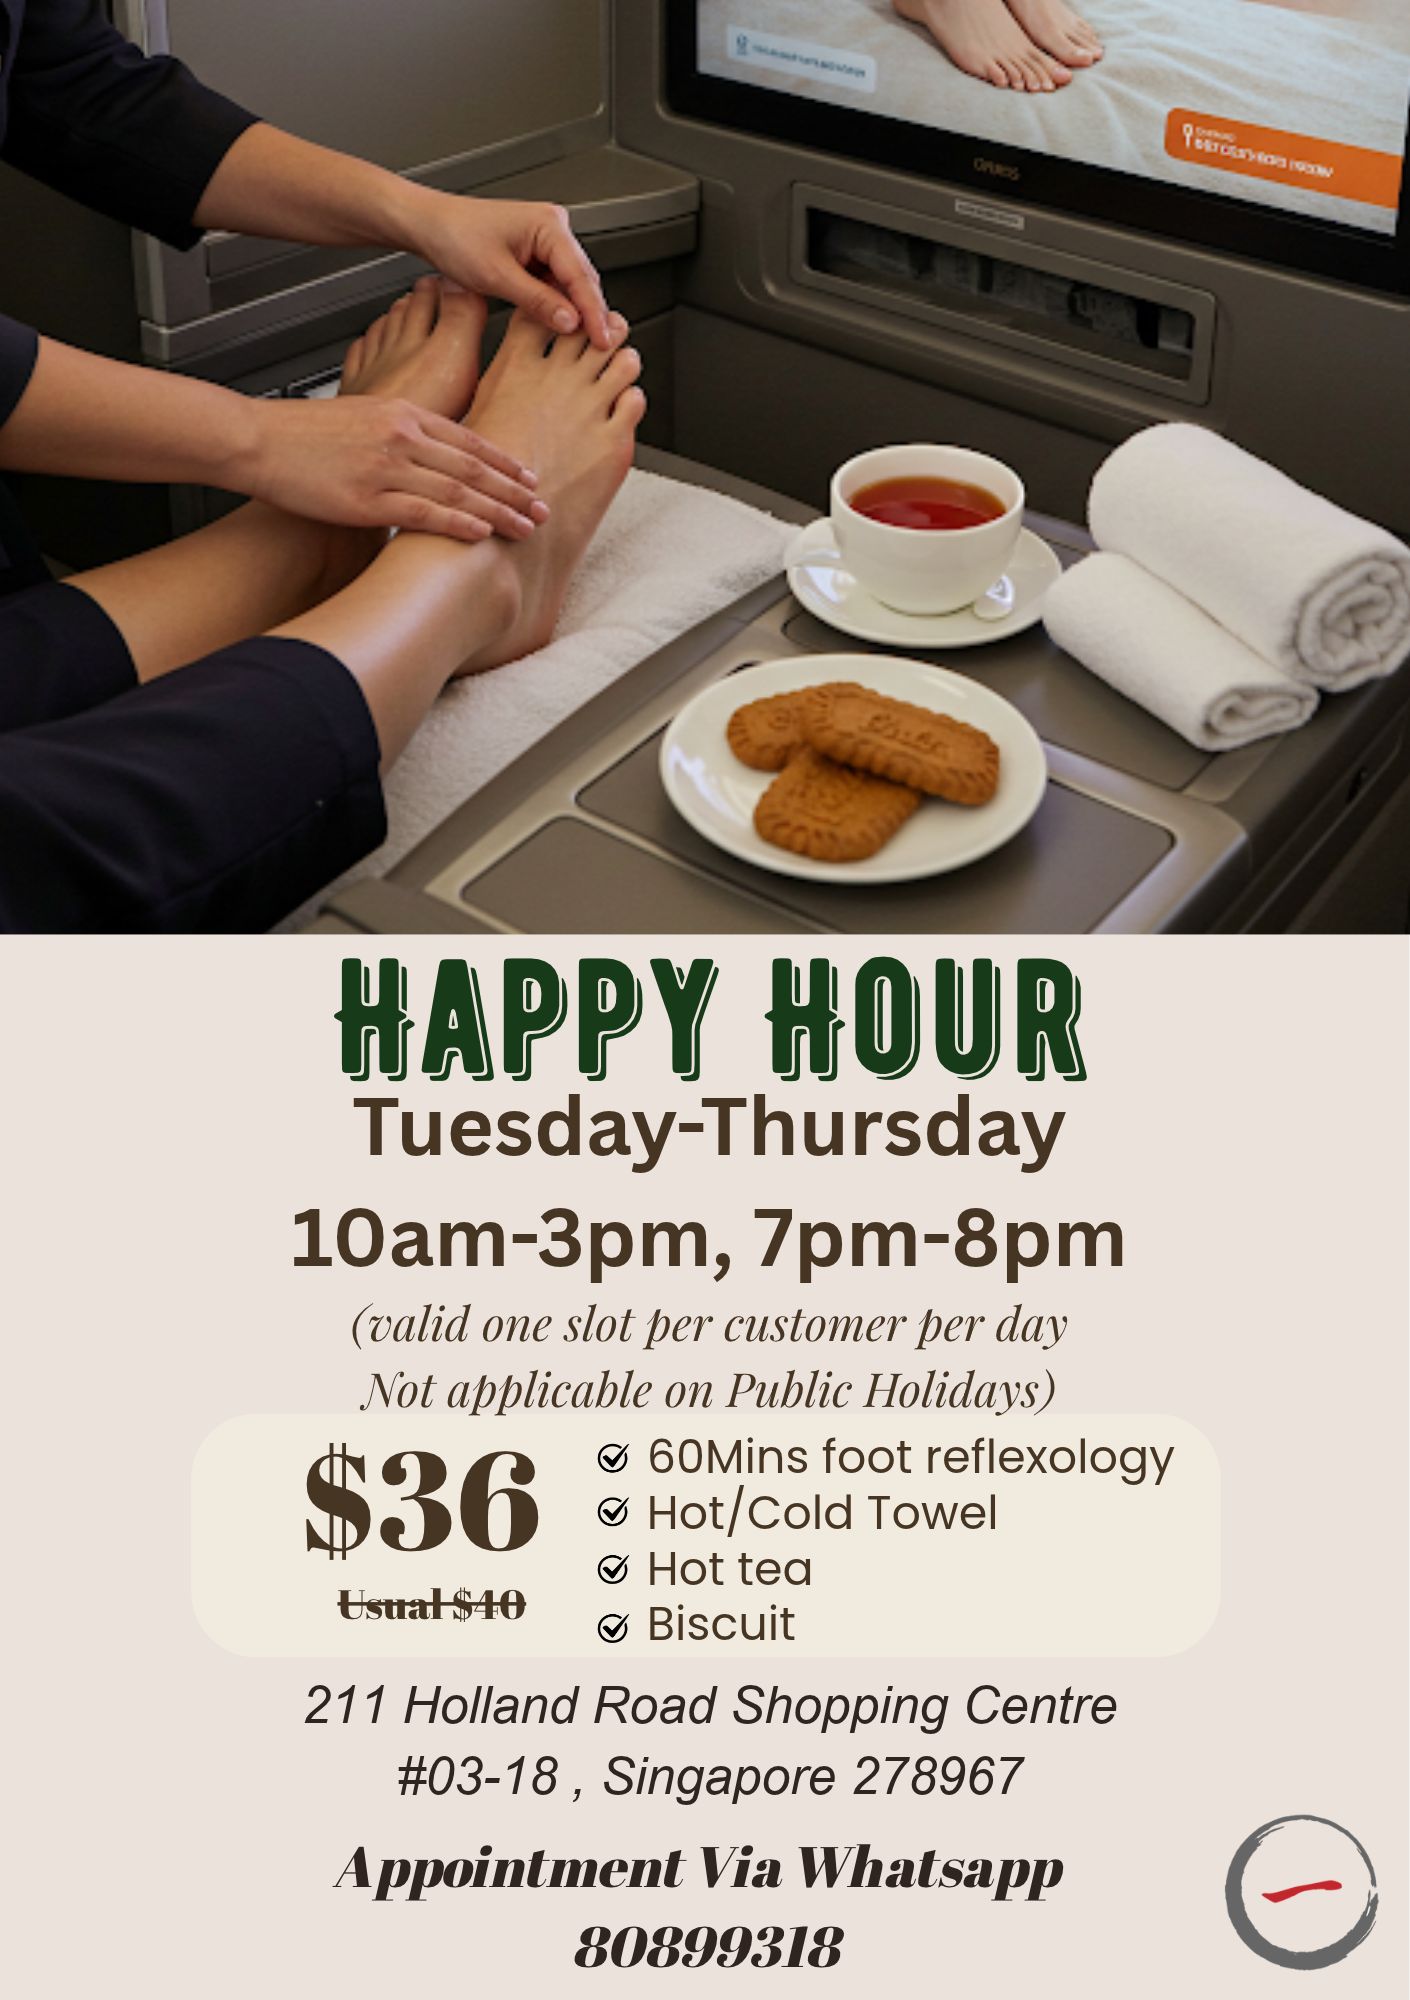 HAPPY HOUR
Tuesday-Thursday
10am-3pm, 7pm-8pm
(valid one slot per customer per day
Not applicable on Public Holidays)
$36
Usual $40
60Mins foot reflexology
Hot/Cold Towel
Hot tea
Biscuit
211 Holland Road Shopping Centre
#03-18 , Singapore 278967
Appointment Via Whatsapp
80899318